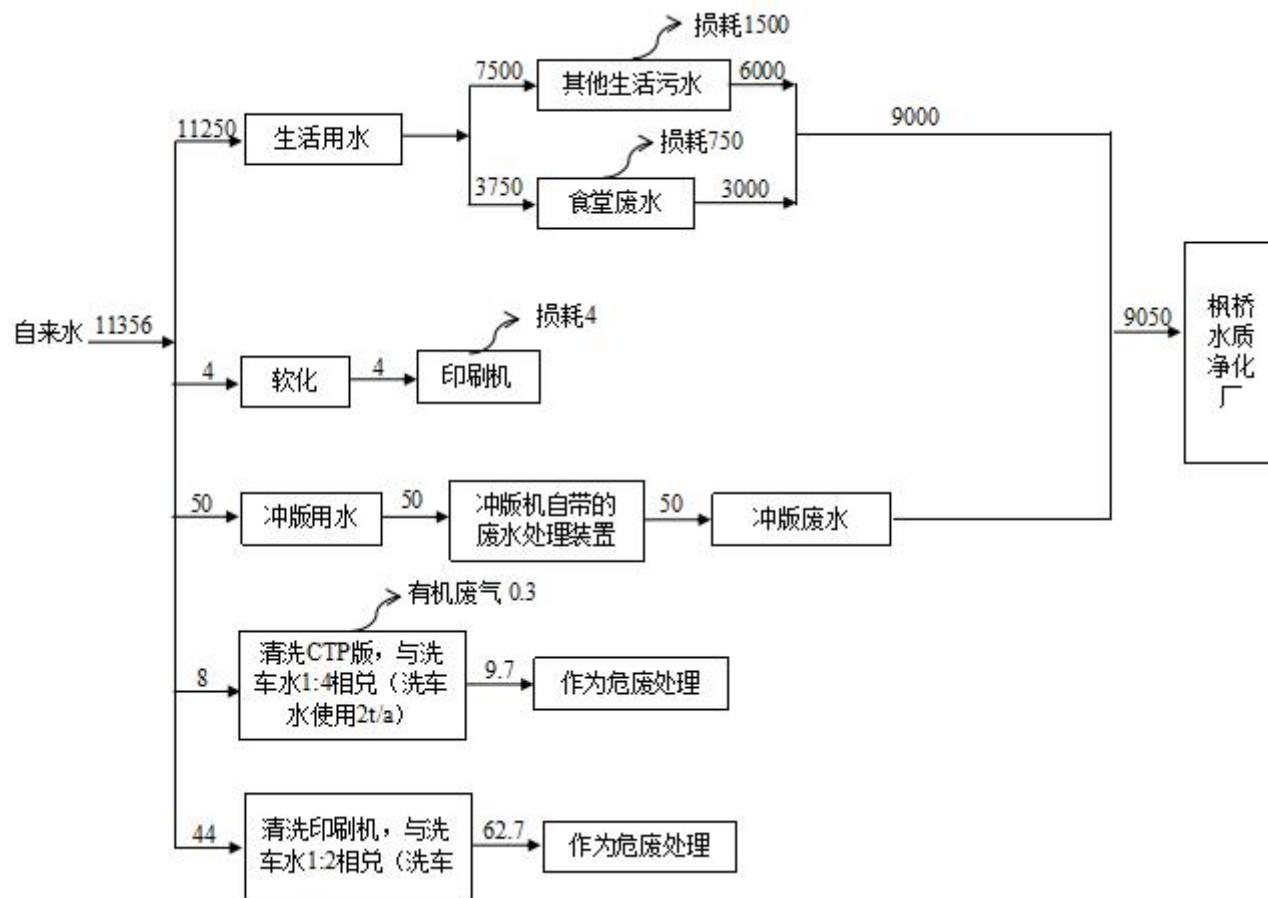 损耗1500
7500
其他生活污水
6000
11250
生活用水
9000
损耗750
3750
食堂废水
3000
自来水
11356
损耗4
4
软化
4
印刷机
9050
枫桥
水质
净化
厂
50
冲版用水
50
冲版机自带的
废水处理装置
50
冲版废水
有机废气 0.3
8
清洗CTP版，与洗
车水1:4相兑（洗车
水使用2t/a）
9.7
作为危废处理
44
清洗印刷机，与洗
车水1:2相兑（洗车
62.7
作为危废处理